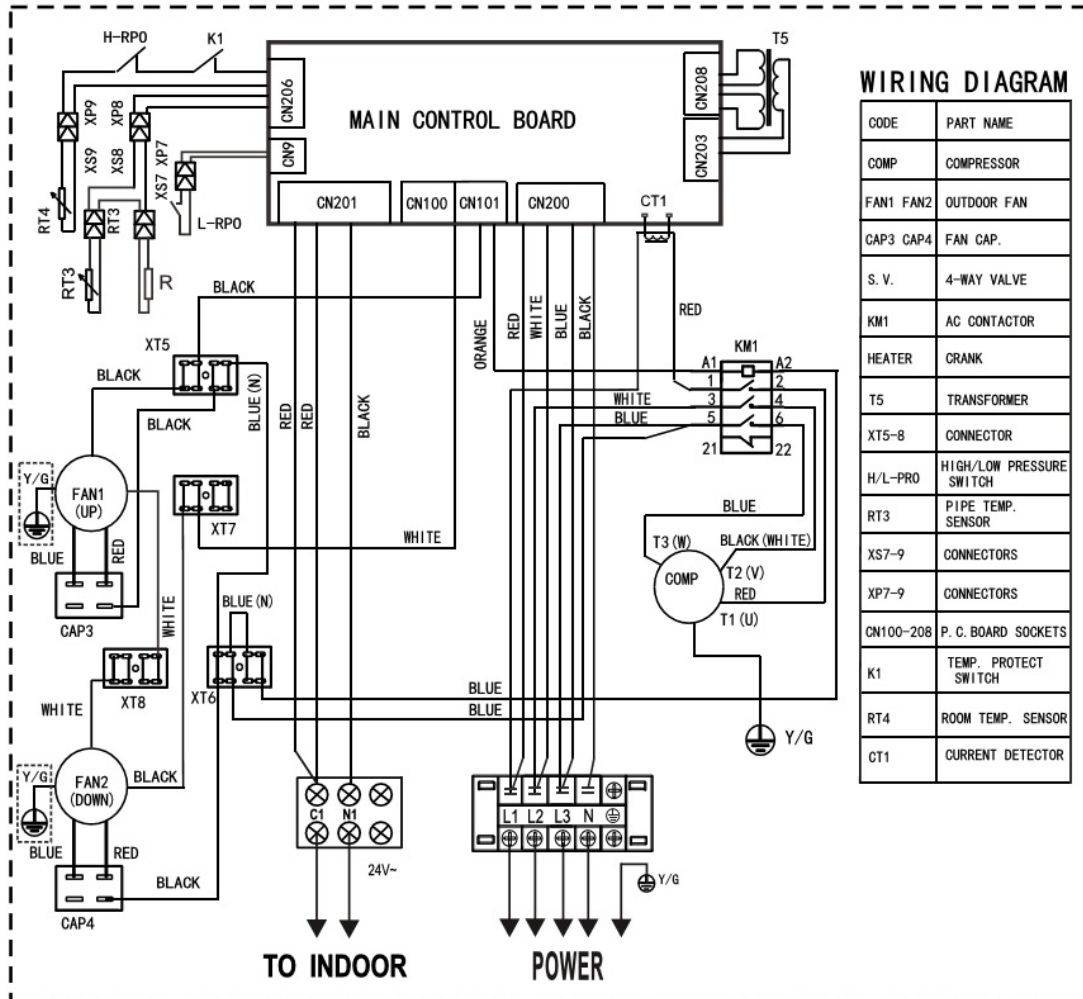 H-RPO
K1
T5
XP9
XP8
CN206
MAIN CONTROL BOARD
CN208
XS9
XS8
XS7 XP7
CN9
CN203
RT4
RT3
L-RPO
CN201
CN100
CN101
CN200
CT1
RT3
R
BLACK
ORANGE
RED
WHITE
BLUE
BLACK
RED
XT5
BLACK
BLACK
BLUE(N)
RED
RED
BLACK
KM1
A1
A2
1
2
WHITE
3
4
BLUE
5
6
21
22
Y/G
FAN1
(UP)
BLUE
RED
XT7
WHITE
CAP3
WHITE
BLUE(N)
BLUE
T3(W)
BLACK(WHITE)
COMP
T2(V)
RED
T1(U)
XT8
XT6
BLUE
BLUE
Y/G
WHITE
Y/G
FAN2
(DOWN)
BLACK
BLUE
RED
BLACK
CAP4
C1
N1
24V~
L1
L2
L3
N
Y/G
TO INDOOR
POWER
WIRING DIAGRAM
CODE PART NAME
COMP COMPRESSOR
FAN1 FAN2 OUTDOOR FAN
CAP3 CAP4 FAN CAP.
S.V. 4-WAY VALVE
KM1 AC CONTACTOR
HEATER CRANK
T5 TRANSFORMER
XT5-8 CONNECTOR
H/L-PRO HIGH/LOW PRESSURE
SWITCH
RT3 PIPE TEMP.
SENSOR
XS7-9 CONNECTORS
XP7-9 CONNECTORS
CN100-208 P.C.BOARD SOCKETS
K1 TEMP. PROTECT
SWITCH
RT4 ROOM TEMP. SENSOR
CT1 CURRENT DETECTOR